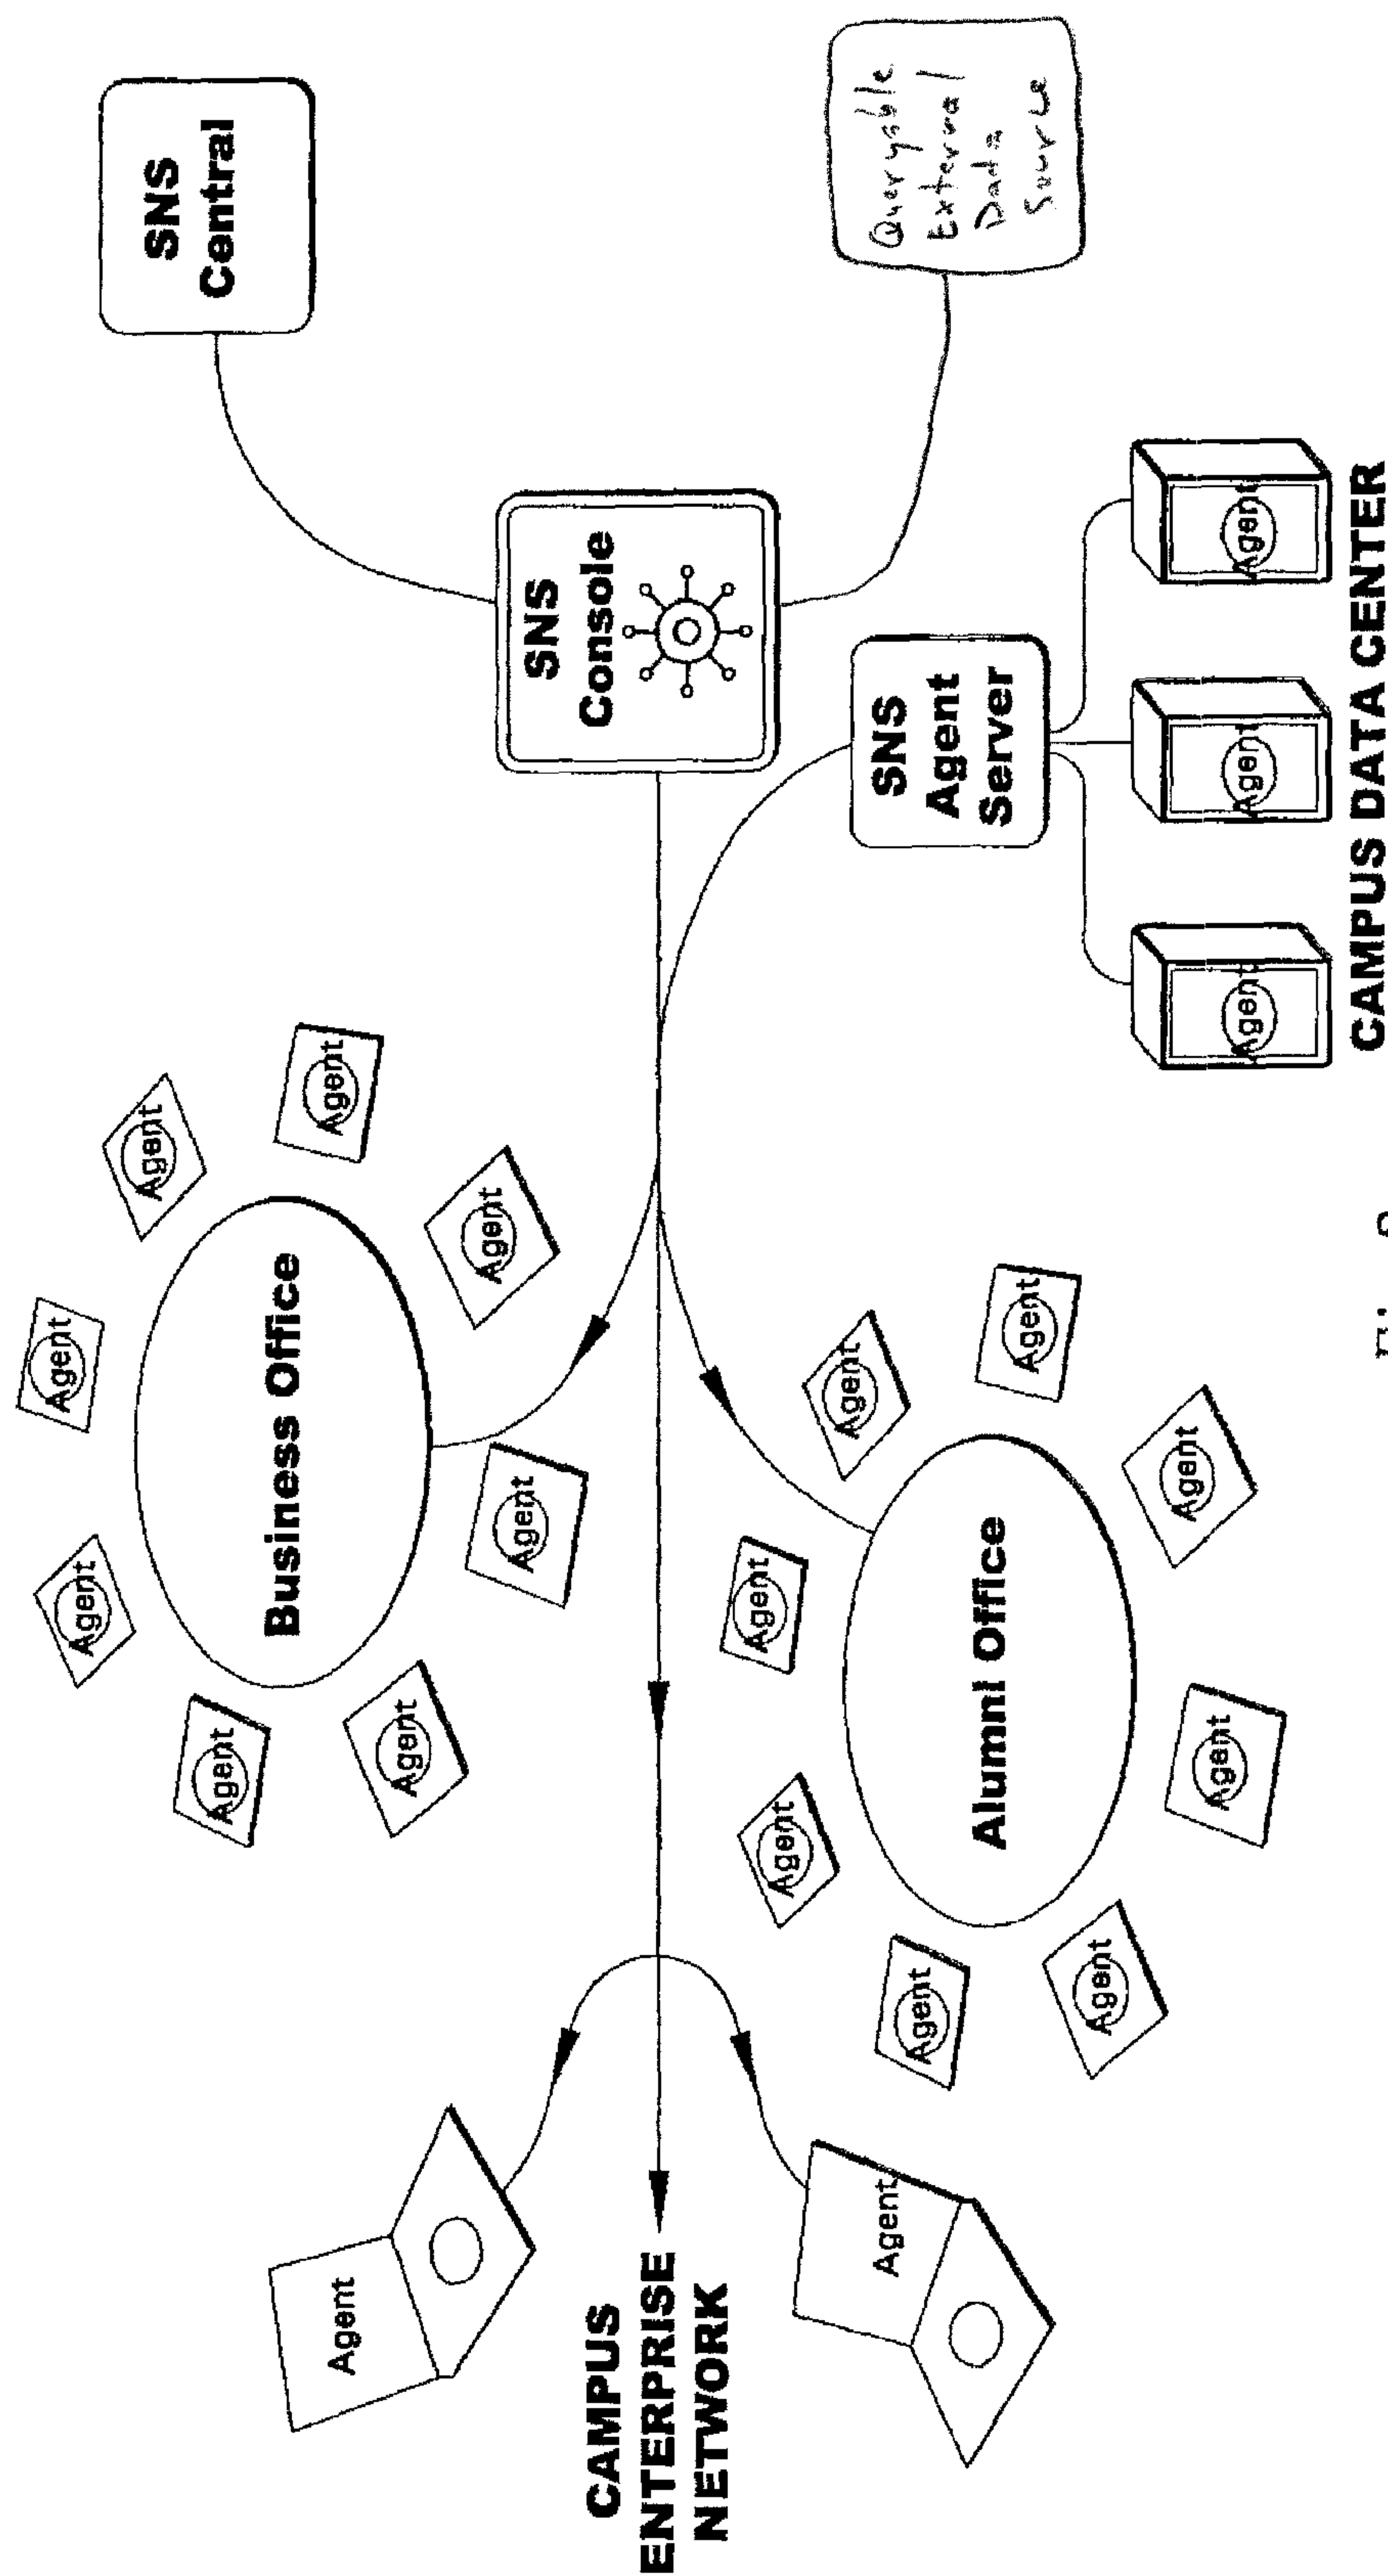 Agent
Agent
Agent
Agent
Agent
Agent
Agent
Agent
Business Office
SNS
Central
Agent
CAMPUS
ENTERPRISE
NETWORK
SNS
Console
Agent
Agent
Agent
Agent
Agent
Agent
Agent
Agent
Agent
Alumni Office
Queryable
External
Data
Source
SNS
Agent
Server
Agent
Agent
Agent
CAMPUS DATA CENTER